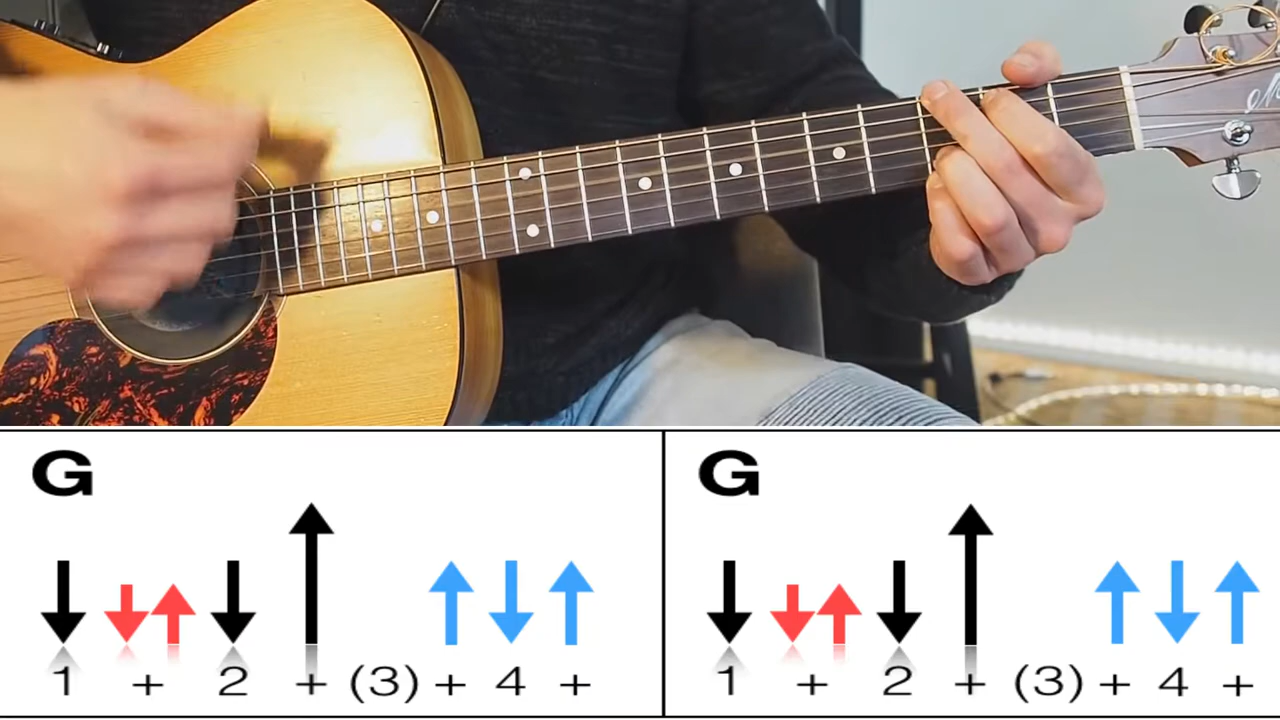 G
G
1 + 2 + (3) + 4 +
1 + 2 + (3) + 4 +